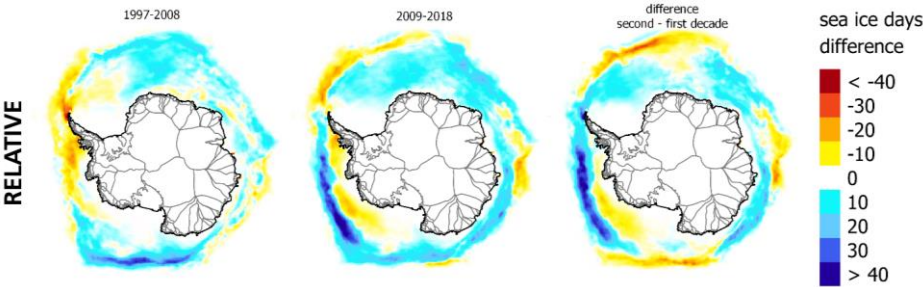 1997-2008
2009-2018
difference
second - first decade
sea ice days
difference
RELATIVE
< -40
-30
-20
-10
0
10
20
30
> 40